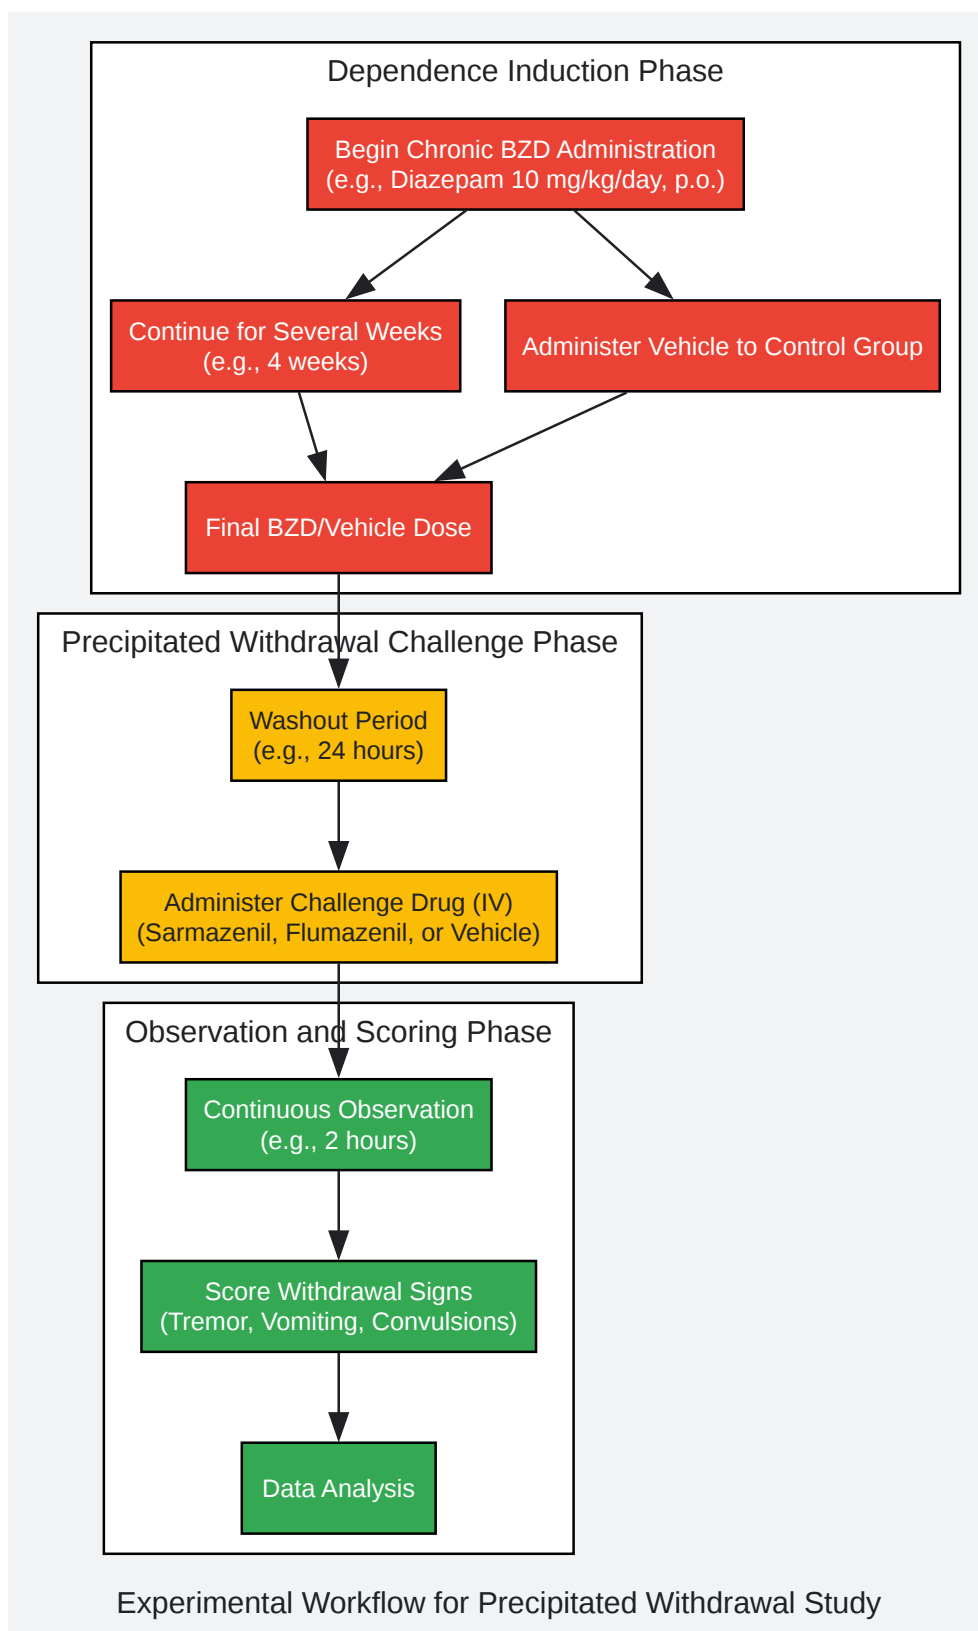 Dependence Induction Phase
Begin Chronic BZD Administration
(e.g., Diazepam 10 mg/kg/day, p.o.)
Continue for Several Weeks
(e.g., 4 weeks)
Administer Vehicle to Control Group
Final BZD/Vehicle Dose
Precipitated Withdrawal Challenge Phase
Washout Period
(e.g., 24 hours)
Administer Challenge Drug (IV)
(Sarmazenil, Flumazenil, or Vehicle)
Observation and Scoring Phase
Continuous Observation
(e.g., 2 hours)
Score Withdrawal Signs
(Tremor, Vomiting, Convulsions)
Data Analysis
Experimental Workflow for Precipitated Withdrawal Study